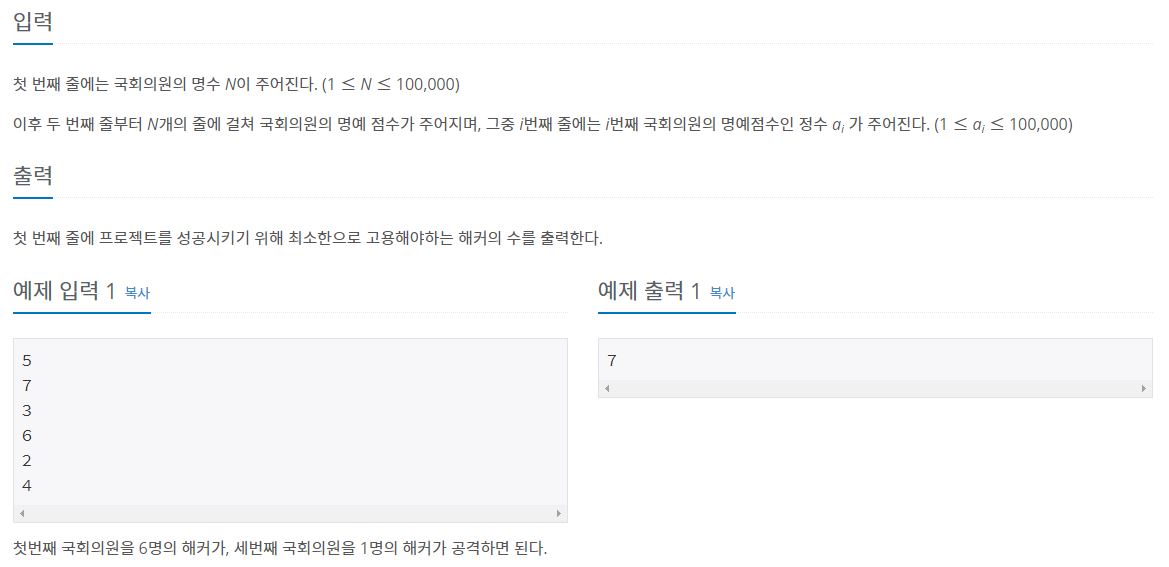 입력
첫 번째 줄에는 국회의원의 명수 N이 주어진다. (1 ≤ N ≤ 100,000)
이후 두 번째 줄부터 N개의 줄에 걸쳐 국회의원의 명예 점수가 주어지며, 그중 i번째 줄에는 i번째 국회의원의 명예점수인 정수 aᵢ 가 주어진다. (1 ≤ aᵢ ≤ 100,000)
출력
첫 번째 줄에 프로젝트를 성공시키기 위해 최소한으로 고용해야하는 해커의 수를 출력한다.
예제 입력 1 복사
5
7
3
6
2
4
예제 출력 1 복사
7
첫번째 국회의원을 6명의 해커가, 세번째 국회의원을 1명의 해커가 공격하면 된다.